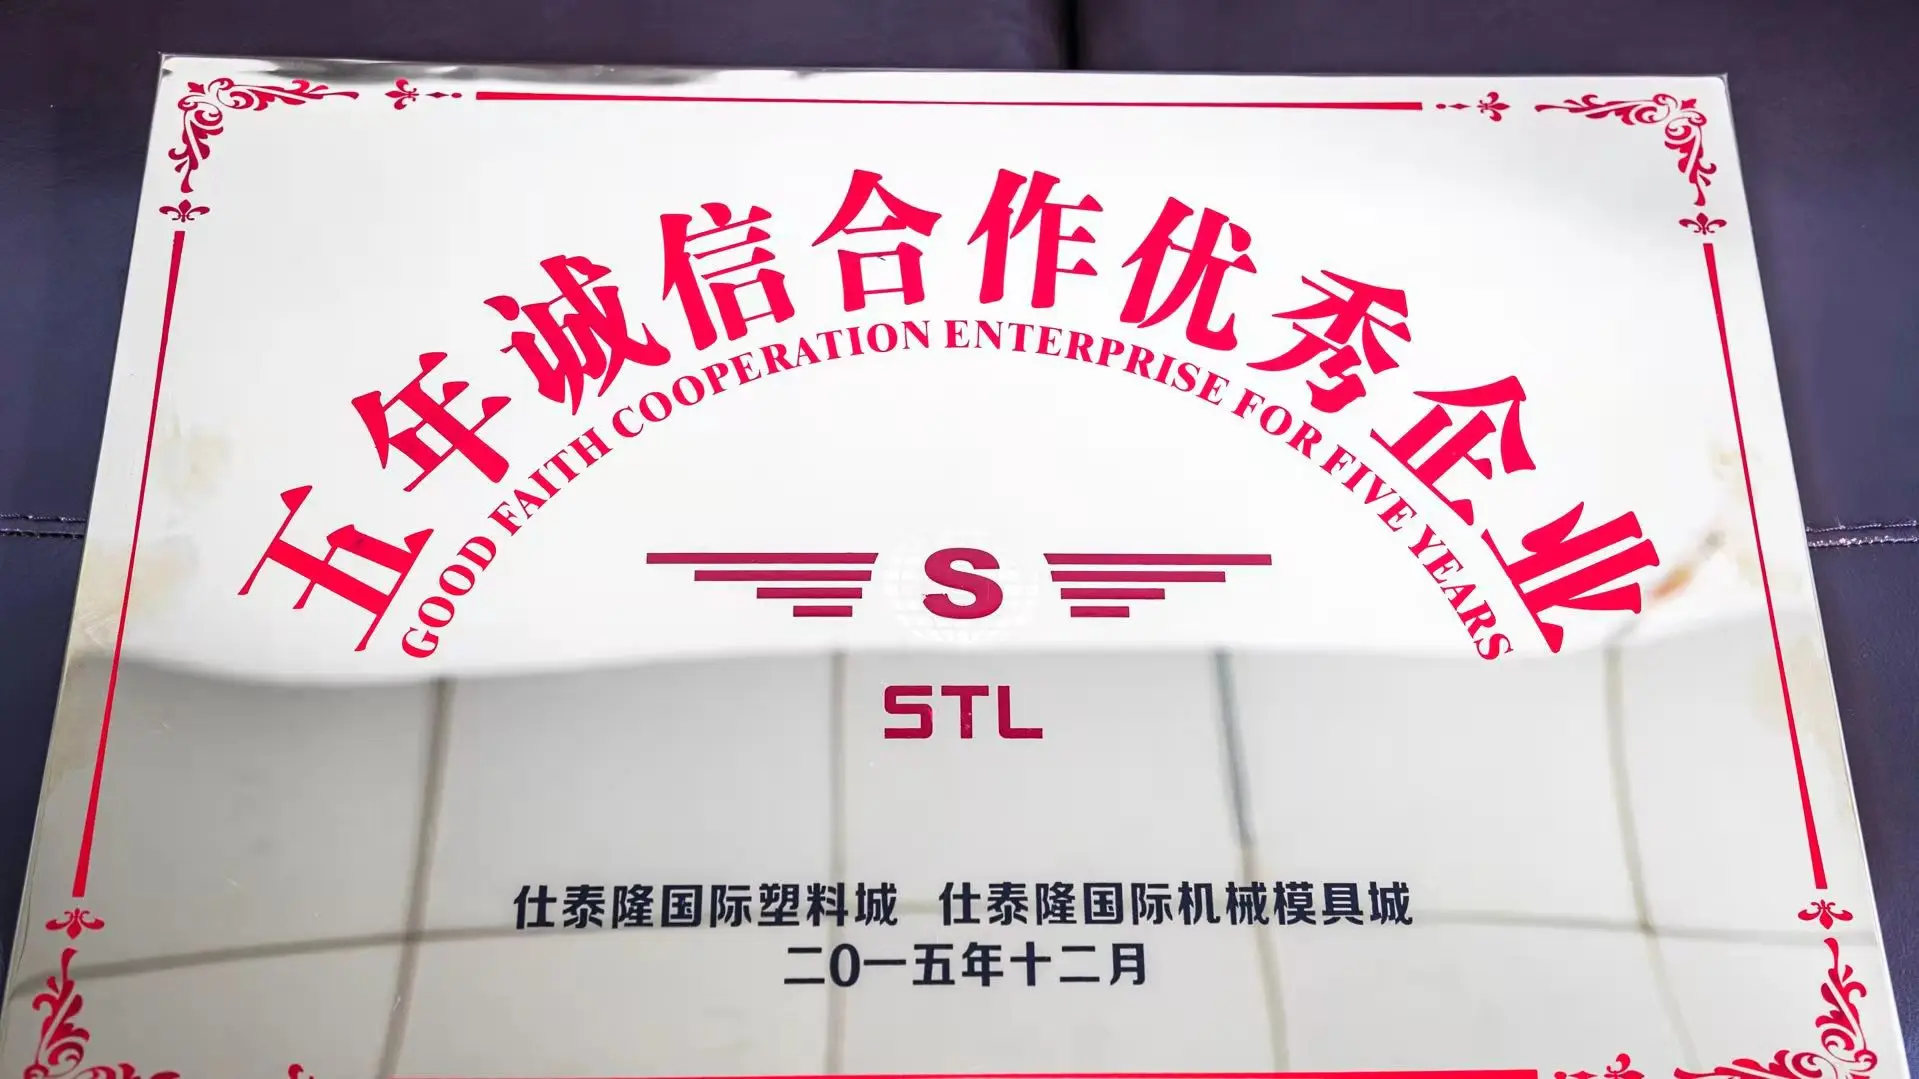 五年诚信合作优秀企业
GOOD FAITH COOPERATION ENTERPRISE FOR FIVE YEARS
S
STL
仕泰隆国际塑料城 仕泰隆国际机械模具城
二0一五年十二月